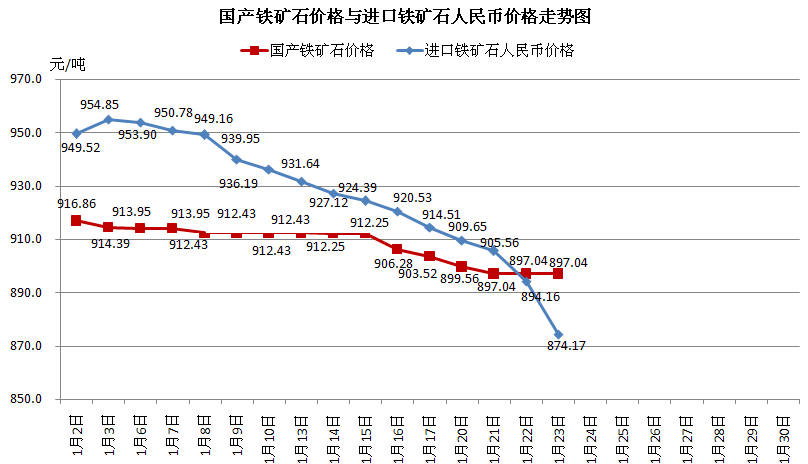 国产铁矿石价格与进口铁矿石人民币价格走势图
国产铁矿石价格 进口铁矿石人民币价格
元/吨
970.0
950.0
930.0
910.0
890.0
870.0
850.0
949.52
954.85
953.90
950.78
949.16
939.95
936.19
931.64
927.12
924.39
920.53
914.51
909.65
905.56
894.16
874.17
916.86
914.39
913.95
913.95
912.43
912.43
912.43
912.43
912.25
912.25
906.28
903.52
899.56
897.04
897.04
897.04
1月2日
1月3日
1月6日
1月7日
1月8日
1月9日
1月10日
1月13日
1月14日
1月15日
1月16日
1月17日
1月20日
1月21日
1月22日
1月23日
1月24日
1月25日
1月26日
1月27日
1月28日
1月29日
1月30日